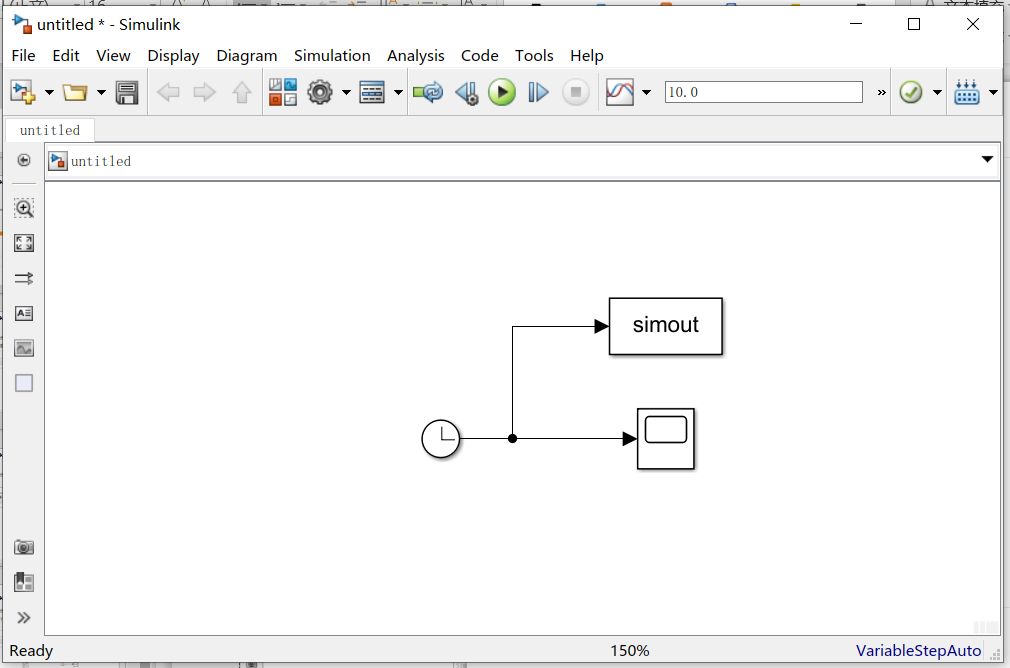 untitled * - Simulink
File Edit View Display Diagram Simulation Analysis Code Tools Help
10.0 »
untitled
untitled
simout
Ready 150% VariableStepAuto